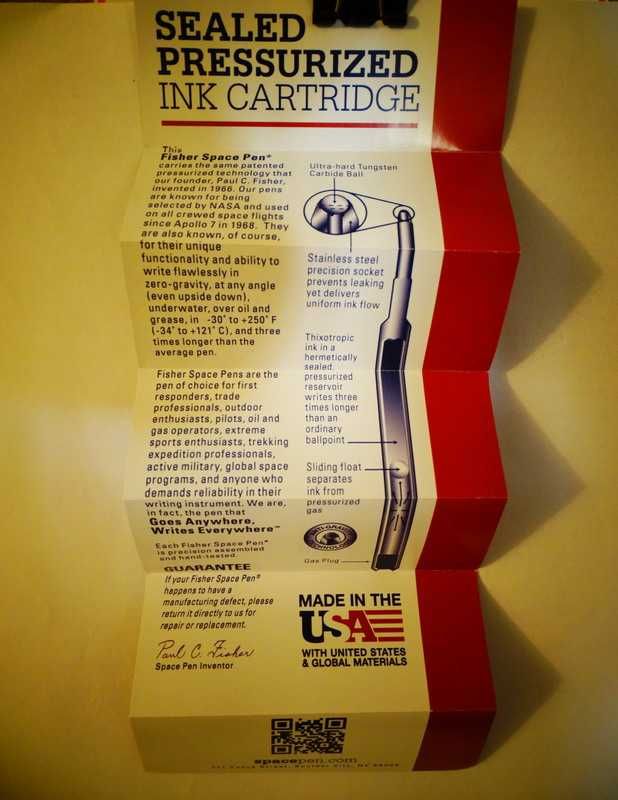 SEALED
PRESSURIZED
INK CARTRIDGE
This
Fisher Space Pen®
carries the same patented
pressurized technology that
our founder, Paul C. Fisher,
invented in 1966. Our pens
are known for being
selected by NASA and used
on all crewed space flights
since Apollo 7 in 1968. They
are also known, of course,
for their unique
functionality and ability to
write flawlessly in
zero-gravity, at any angle
(even upside down),
underwater, over oil and
grease, in -30° to +250° F
(-34° to +121° C), and three
times longer than the
average pen.
Fisher Space Pens are the
pen of choice for first
responders, trade
professionals, outdoor
enthusiasts, pilots, oil and
gas operators, extreme
sports enthusiasts, trekking
expedition professionals,
active military, global space
programs, and anyone who
demands reliability in their
writing instrument. We are,
in fact, the pen that
Goes Anywhere,
Writes Everywhere™
Each Fisher Space Pen®
is precision assembled
and hand-tested.
GUARANTEE
If your Fisher Space Pen®
happens to have a
manufacturing defect, please
return it directly to us for
repair or replacement.
Paul C. Fisher
Space Pen Inventor
Ultra-hard Tungsten
Carbide Ball
Stainless steel
precision socket
prevents leaking
yet delivers
uniform ink flow
Thixotropic
ink in a
hermetically
sealed,
pressurized
reservoir
writes three
times longer
than an
ordinary
ballpoint
Sliding float
separates
ink from
pressurized
gas
ANTI-GRAVITY
TECHNOLOGY
Gas Plug
MADE IN THE
USA
WITH UNITED STATES
& GLOBAL MATERIALS
spacepen.com
Street, Boulder City, NV